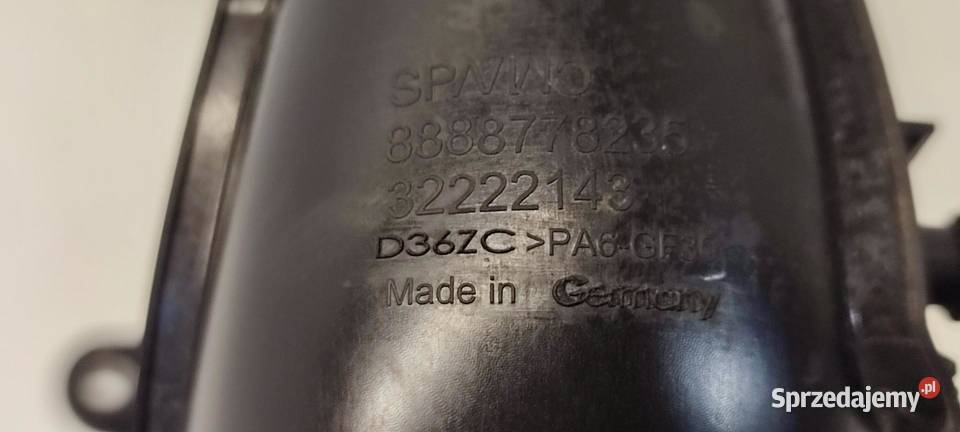 8888778235
32222143
D36ZC >PA6-GF3
Made in Germany
Sprzedajemy.pl